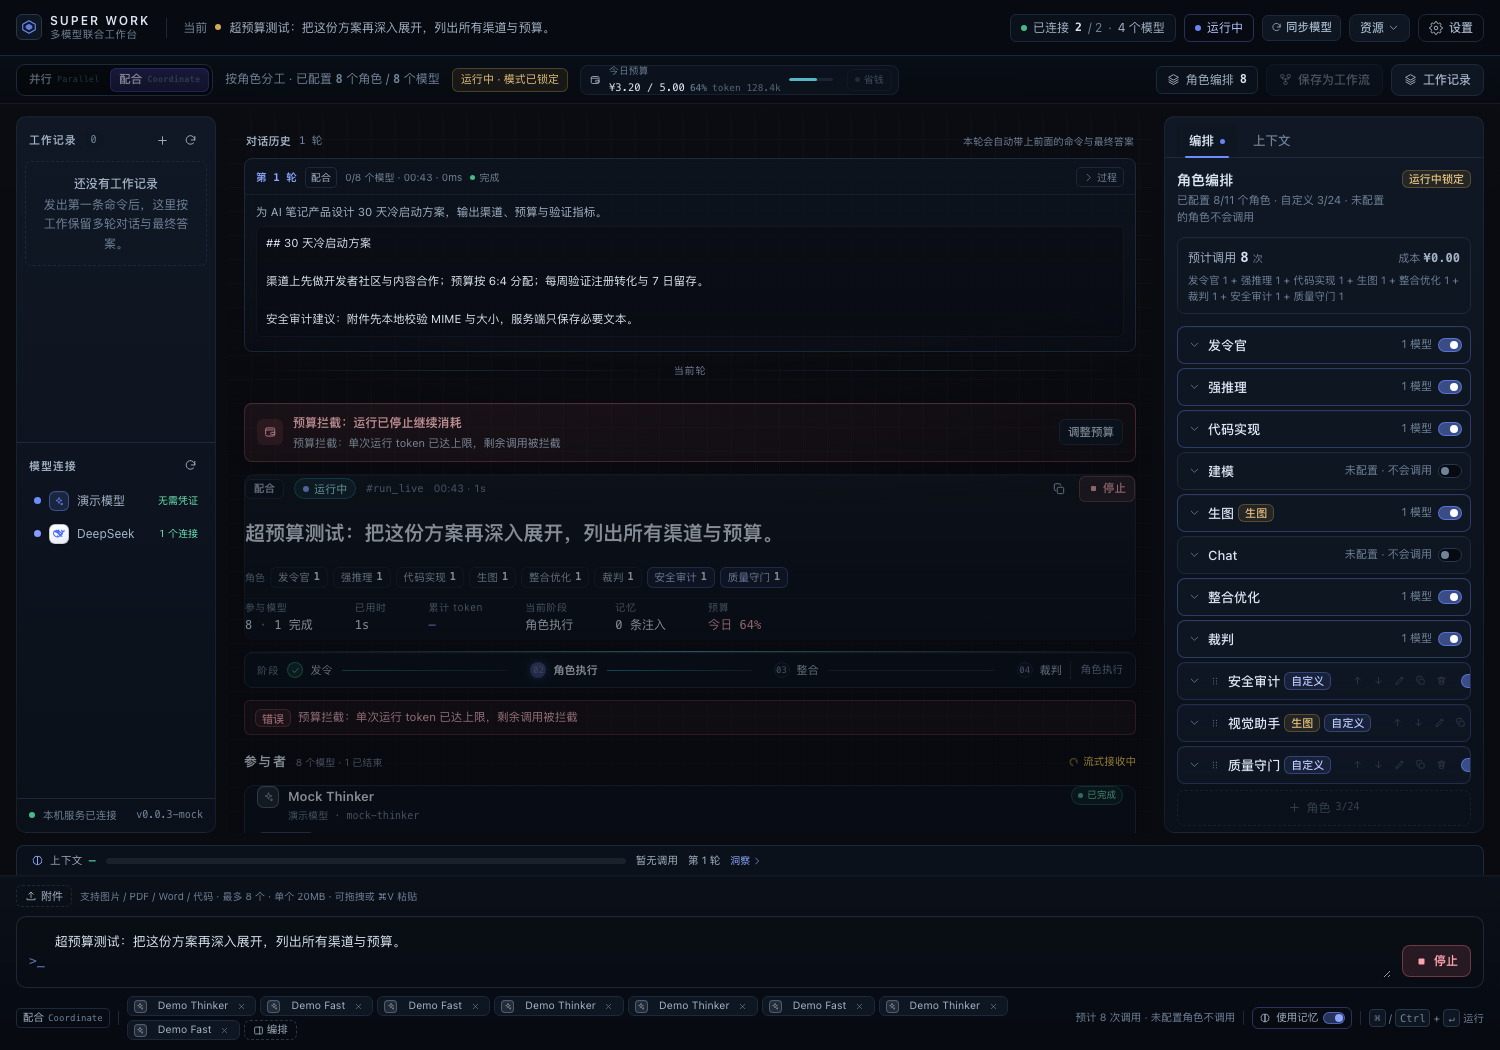 SUPER WORK
多模型联合工作台
当前 超预算测试：把这份方案再深入展开，列出所有渠道与预算。
已连接 2 / 2 · 4 个模型
运行中
同步模型
资源
设置
并行 Parallel
配合 Coordinate
按角色分工 · 已配置 8 个角色 / 8 个模型
运行中 · 模式已锁定
今日预算
¥3.20 / 5.00 64% token 128.4k
省钱
角色编排 8
保存为工作流
工作记录
工作记录 0
还没有工作记录
发出第一条命令后，这里按
工作保留多轮对话与最终答
案。
模型连接
演示模型 无需凭证
DeepSeek 1 个连接
本机服务已连接 v0.0.3-mock
对话历史 1 轮
本轮会自动带上前面的命令与最终答案
第 1 轮 配合 0/8 个模型 · 00:43 · 0ms 完成
过程
为 AI 笔记产品设计 30 天冷启动方案，输出渠道、预算与验证指标。
## 30 天冷启动方案
渠道上先做开发者社区与内容合作；预算按 6:4 分配；每周验证注册转化与 7 日留存。
安全审计建议：附件先本地校验 MIME 与大小，服务端只保存必要文本。
当前轮
预算拦截：运行已停止继续消耗
预算拦截：单次运行 token 已达上限，剩余调用被拦截
调整预算
配合 运行中 #run_live 00:43 · 1s
停止
超预算测试：把这份方案再深入展开，列出所有渠道与预算。
角色 发令官 1 强推理 1 代码实现 1 生图 1 整合优化 1 裁判 1 安全审计 1 质量守门 1
参与模型 已用时 累计 token 当前阶段 记忆 预算
8 · 1 完成 1s — 角色执行 0 条注入 今日 64%
阶段 发令 02 角色执行 03 整合 04 裁判 角色执行
错误 预算拦截：单次运行 token 已达上限，剩余调用被拦截
参与者 8 个模型 · 1 已结束
流式接收中
Mock Thinker
已完成
演示模型 · mock-thinker
编排
上下文
角色编排
运行中锁定
已配置 8/11 个角色 · 自定义 3/24 · 未配置
的角色不会调用
预计调用 8 次 成本 ¥0.00
发令官 1 + 强推理 1 + 代码实现 1 + 生图 1 + 整合优化 1 +
裁判 1 + 安全审计 1 + 质量守门 1
发令官 1 模型
强推理 1 模型
代码实现 1 模型
建模 未配置 · 不会调用
生图 生图 1 模型
Chat 未配置 · 不会调用
整合优化 1 模型
裁判 1 模型
安全审计 自定义
视觉助手 生图 自定义
质量守门 自定义
+ 角色 3/24
上下文 — 暂无调用 第 1 轮 洞察
附件 支持图片 / PDF / Word / 代码 · 最多 8 个 · 单个 20MB · 可拖拽或 ⌘V 粘贴
超预算测试：把这份方案再深入展开，列出所有渠道与预算。
>_
停止
配合 Coordinate
Demo Thinker × Demo Fast × Demo Fast × Demo Thinker × Demo Thinker × Demo Fast × Demo Thinker ×
Demo Fast × 编排
预计 8 次调用 · 未配置角色不调用
使用记忆
⌘ / Ctrl + ↵ 运行